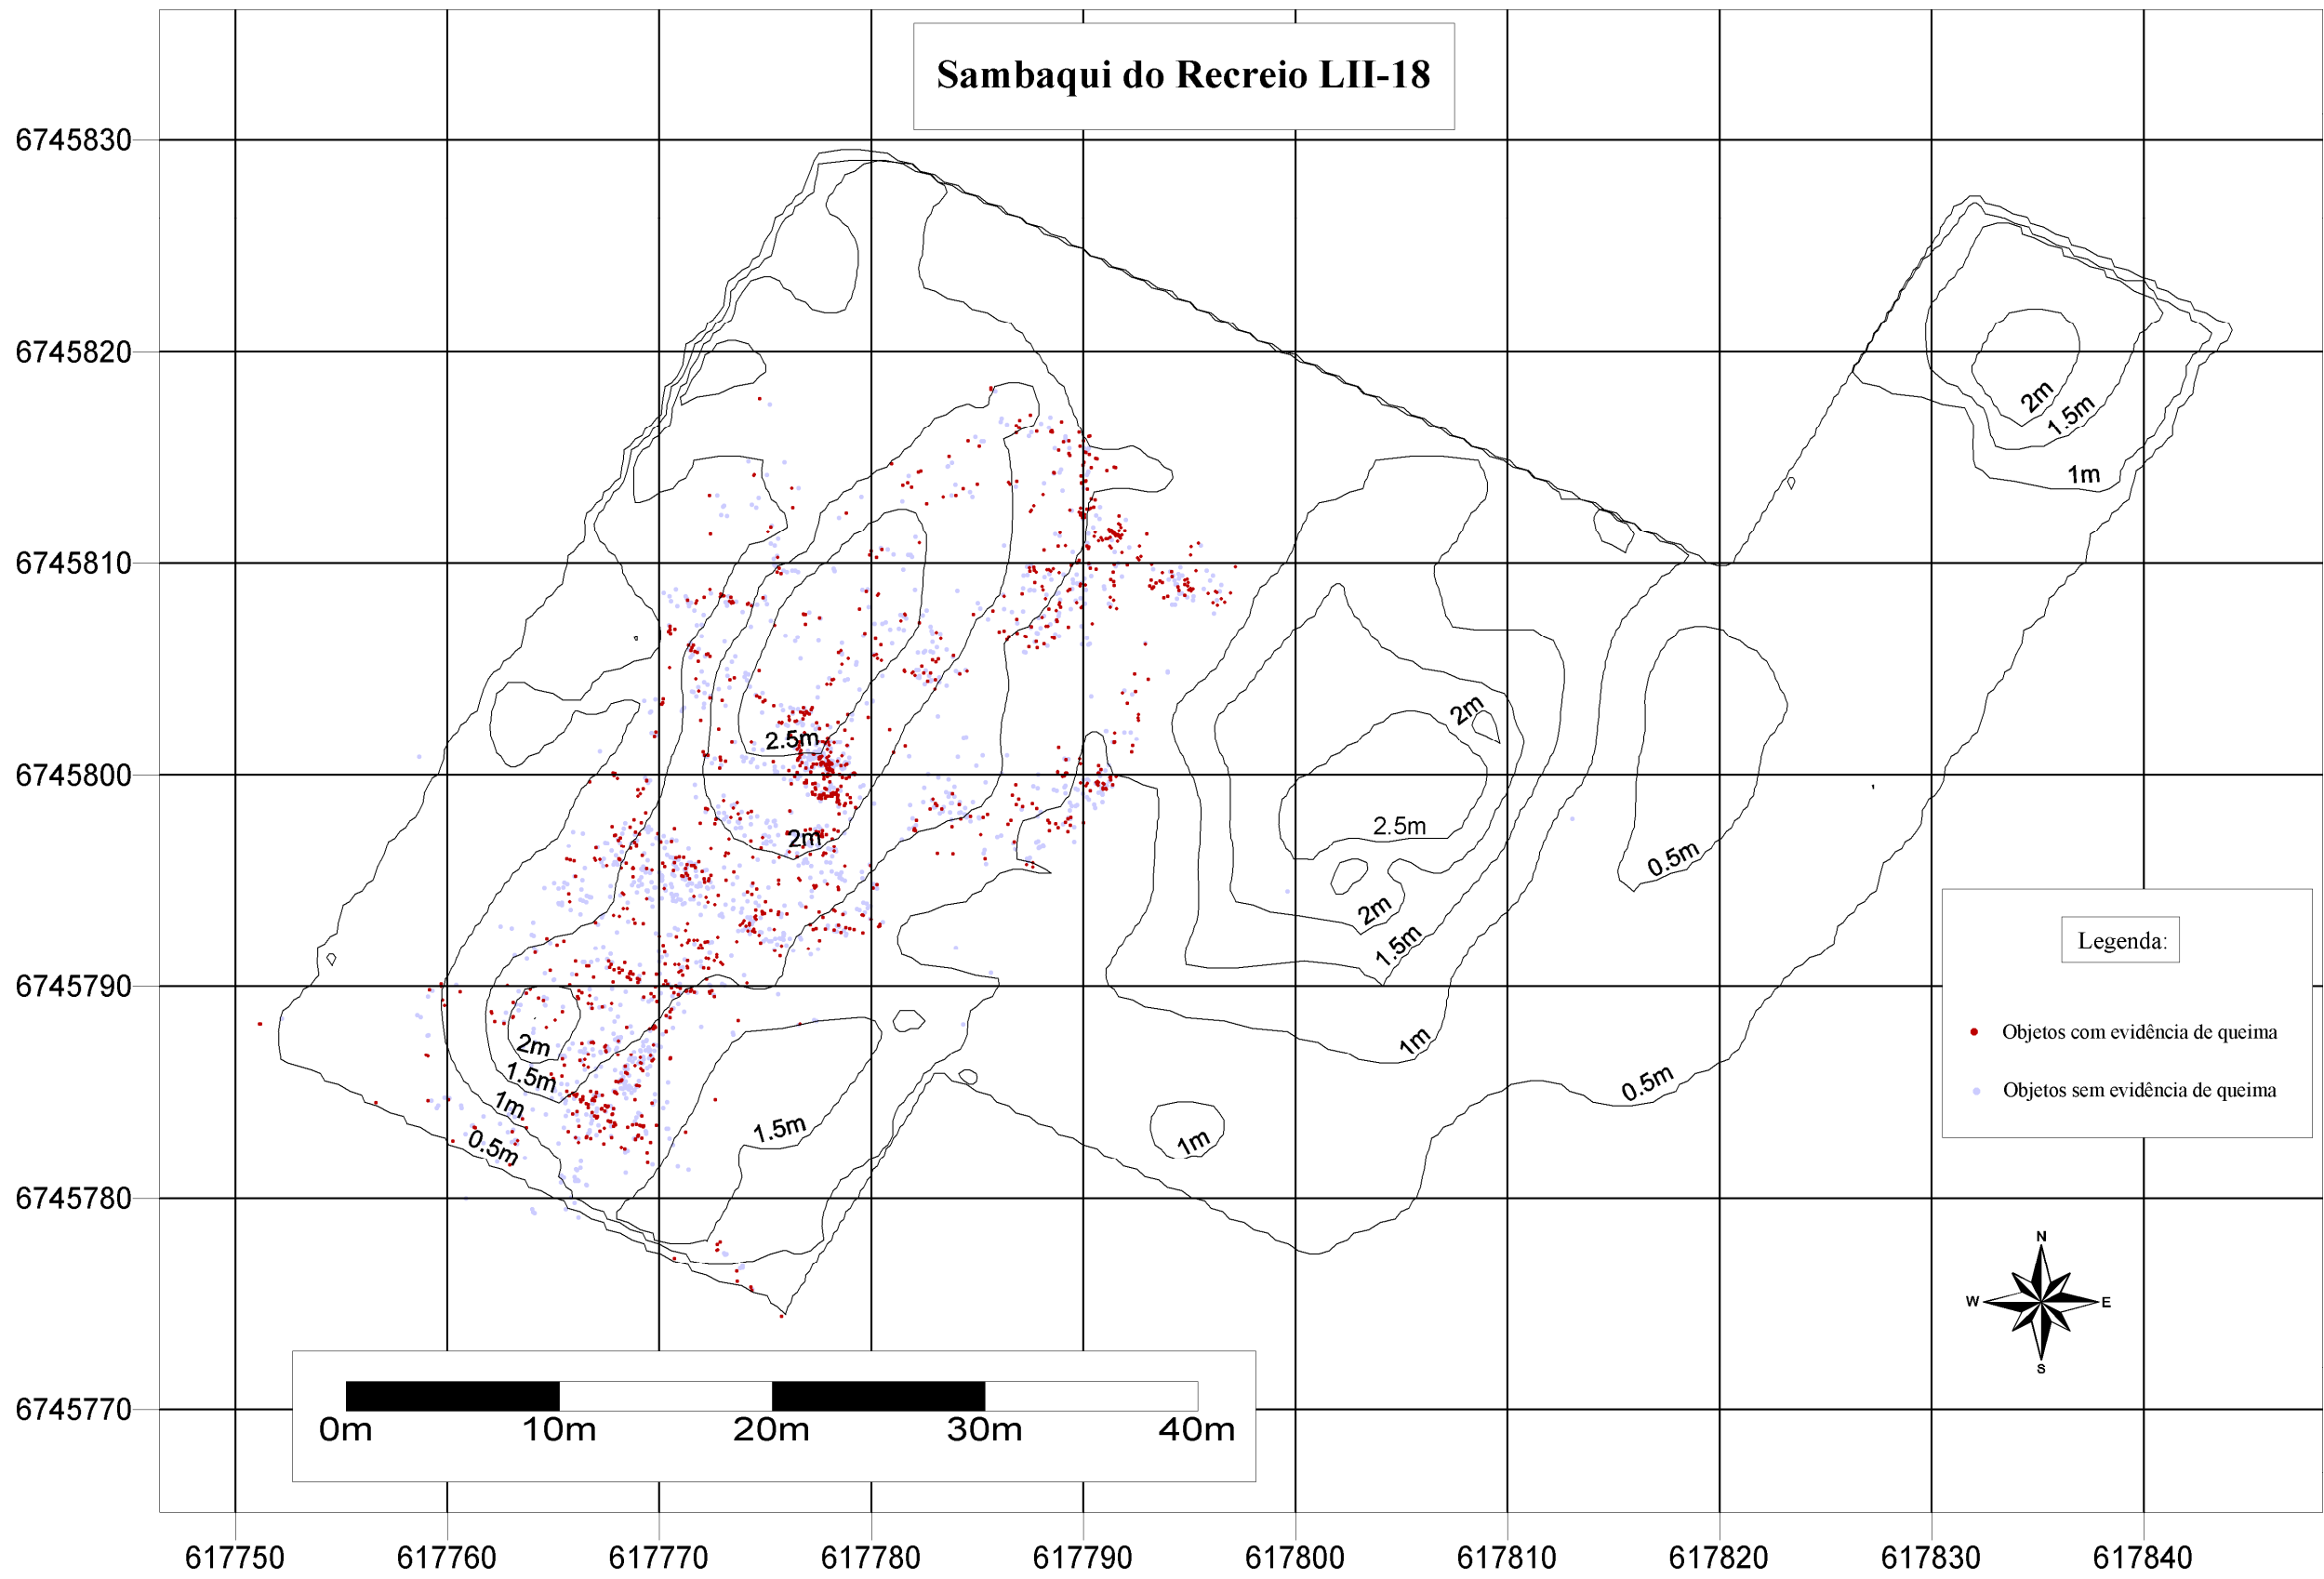 Sambaqui do Recreio LII-18
6745830
6745820
2m
1.5m
1m
6745810
2m
2.5m
6745800
2.5m
2m
0.5m
2m
1.5m
Legenda:
6745790
Objetos com evidência de queima
2m
1m
1.5m
0.5m
Objetos sem evidência de queima
1m
1.5m
1m
0.5m
6745780
N
W
E
S
6745770
0m 10m 20m 30m 40m
617750 617760 617770 617780 617790 617800 617810 617820 617830 617840